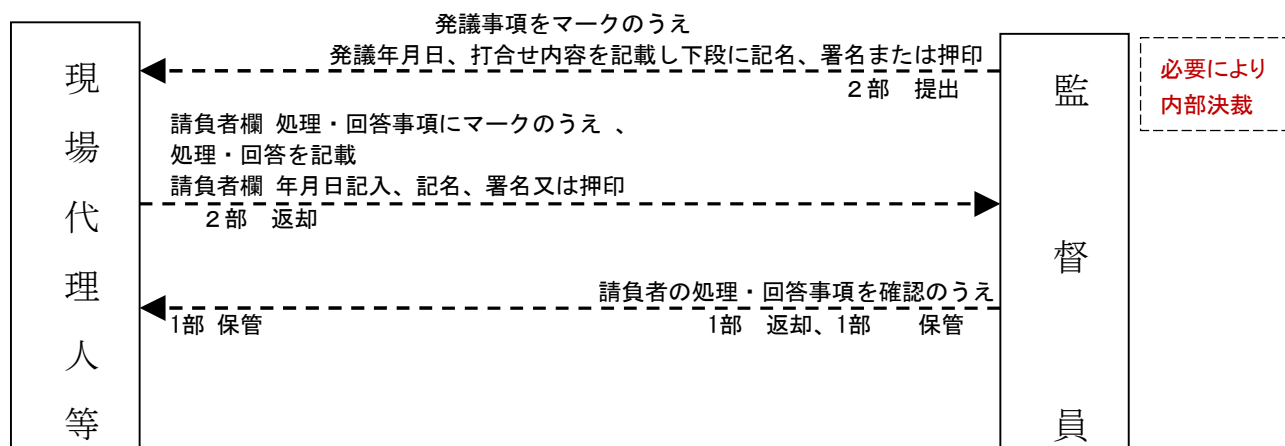 発議事項をマークのうえ
発議年月日、打合せ内容を記載し下段に記名、署名または押印
２部　提出
現場代理人等
監督員
必要により
内部決裁
請負者欄 処理・回答事項にマークのうえ 、
処理・回答を記載
請負者欄 年月日記入、記名、署名又は押印
２部　返却
請負者の処理・回答事項を確認のうえ
1部 保管
1部　返却、1部　　保管